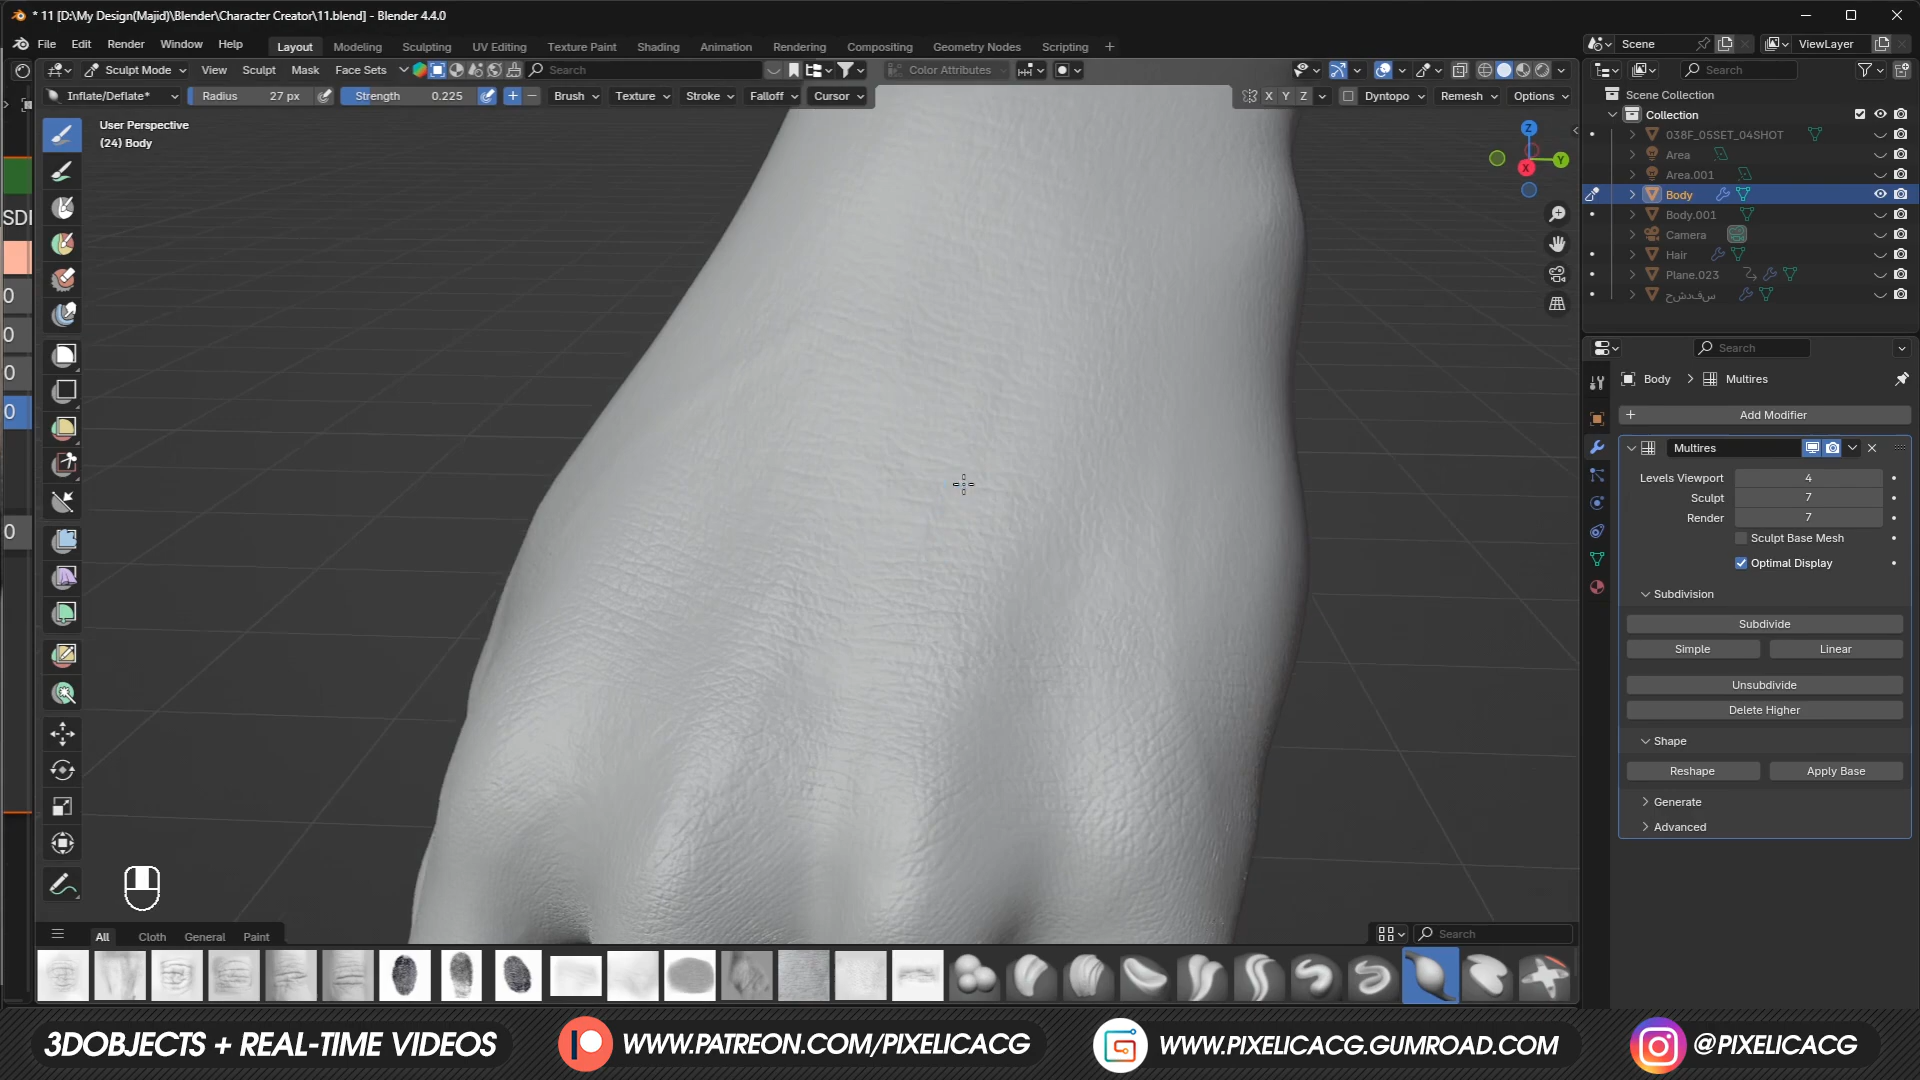 * 11 [D:\My Design(Majid)\Blender\Character Creator\11.blend] - Blender 4.4.0
File Edit Render Window Help Layout Modeling Sculpting UV Editing Texture Paint Shading Animation Rendering Compositing Geometry Nodes Scripting + Scene ViewLayer
Sculpt Mode View Sculpt Mask Face Sets Search Color Attributes Search
Inflate/Deflate* Radius 27 px Strength 0.225 + − Brush Texture Stroke Falloff Cursor X Y Z Dyntopo Remesh Options
User Perspective
(24) Body
Z
Y
X
SDI
0
0
0
0
0
Scene Collection
Collection
038F_05SET_04SHOT
Area
Area.001
Body
Body.001
Camera
Hair
Plane.023
Search
Body > Multires
+ Add Modifier
Multires
Levels Viewport 4
Sculpt 7
Render 7
Sculpt Base Mesh
Optimal Display
Subdivision
Subdivide
Simple Linear
Unsubdivide
Delete Higher
Shape
Reshape Apply Base
Generate
Advanced
All Cloth General Paint Search
3DOBJECTS + REAL-TIME VIDEOS WWW.PATREON.COM/PIXELICACG WWW.PIXELICACG.GUMROAD.COM @PIXELICACG